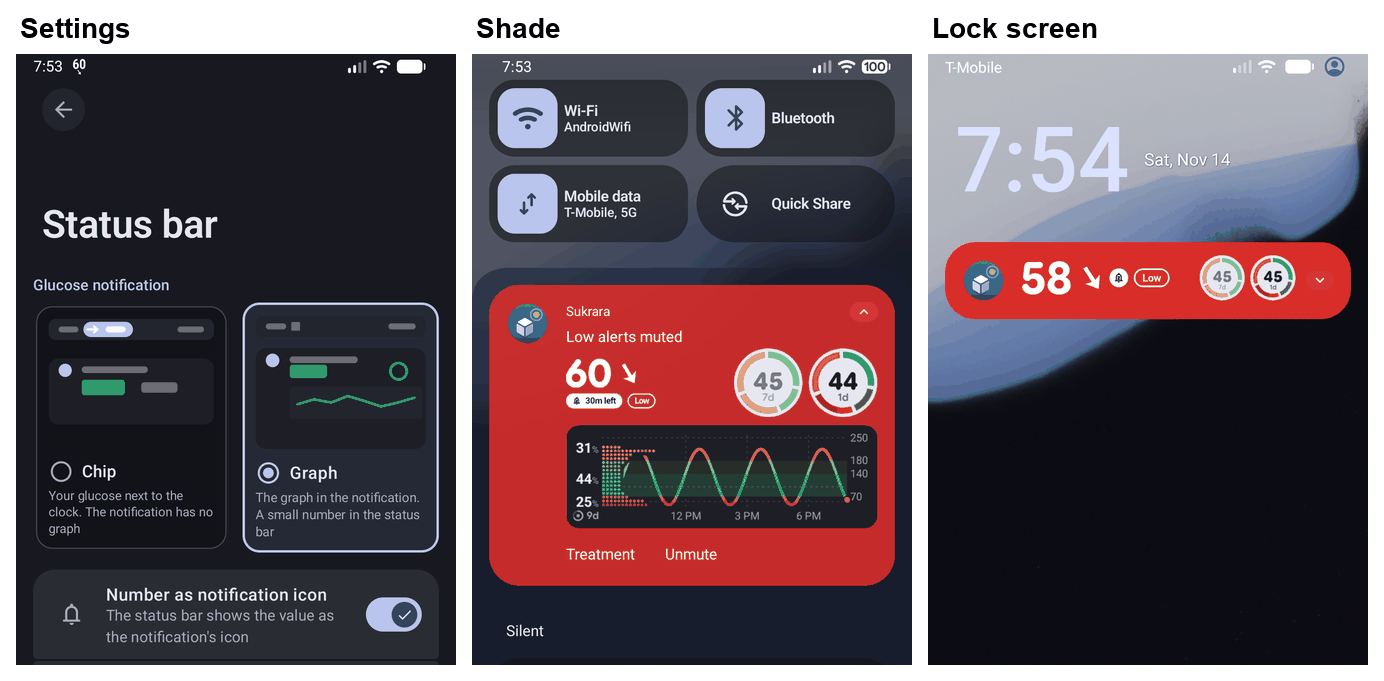 Settings
7:53 60
Status bar
Glucose notification
Chip
Your glucose next to the
clock. The notification has no
graph
Graph
The graph in the notification.
A small number in the status
bar
Number as notification icon
The status bar shows the value as
the notification's icon
Shade
7:53 100
Wi-Fi
AndroidWifi
Bluetooth
Mobile data
T-Mobile, 5G
Quick Share
Sukrara
Low alerts muted
60
30m left Low
45
7d
44
1d
31%
44%
25%
9d
12 PM 3 PM 6 PM
250
180
140
70
Treatment Unmute
Silent
Lock screen
T-Mobile
7:54 Sat, Nov 14
58 Low
45
7d
45
1d